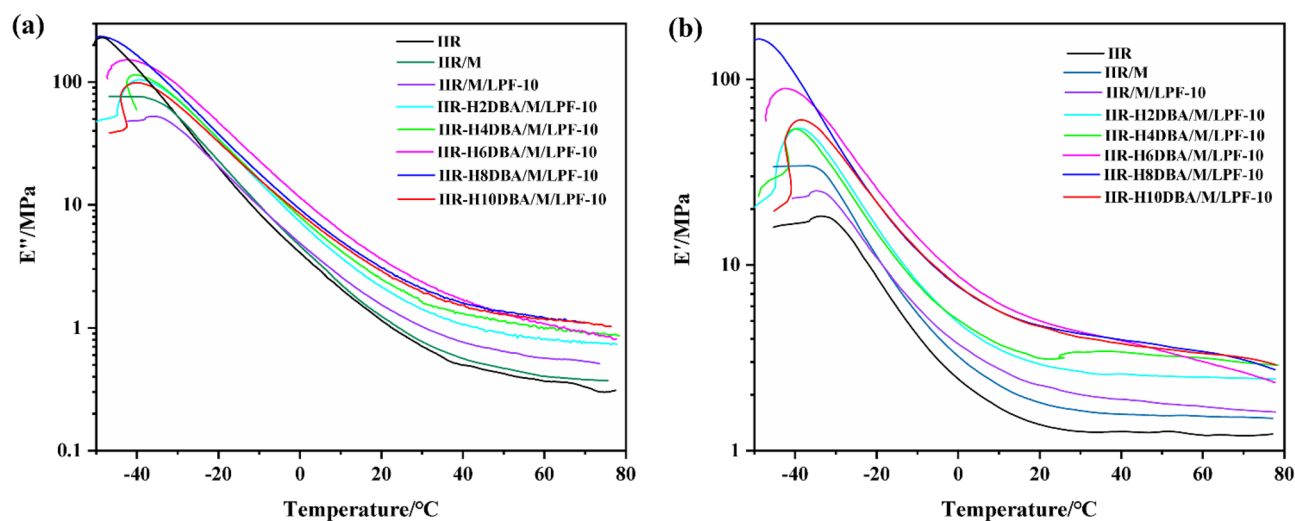 (a)
IIR
IIR/M
IIR/M/LPF-10
IIR-H2DBA/M/LPF-10
IIR-H4DBA/M/LPF-10
IIR-H6DBA/M/LPF-10
IIR-H8DBA/M/LPF-10
IIR-H10DBA/M/LPF-10
E''/MPa
100
10
1
0.1
-40 -20 0 20 40 60 80
Temperature/°C
(b)
IIR
IIR/M
IIR/M/LPF-10
IIR-H2DBA/M/LPF-10
IIR-H4DBA/M/LPF-10
IIR-H6DBA/M/LPF-10
IIR-H8DBA/M/LPF-10
IIR-H10DBA/M/LPF-10
E'/MPa
100
10
1
-40 -20 0 20 40 60 80
Temperature/°C